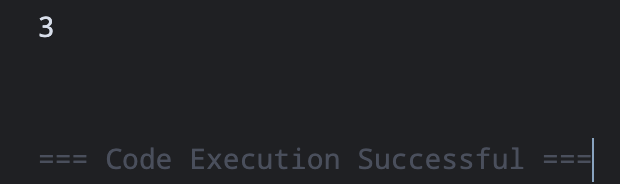 3
=== Code Execution Successful ===